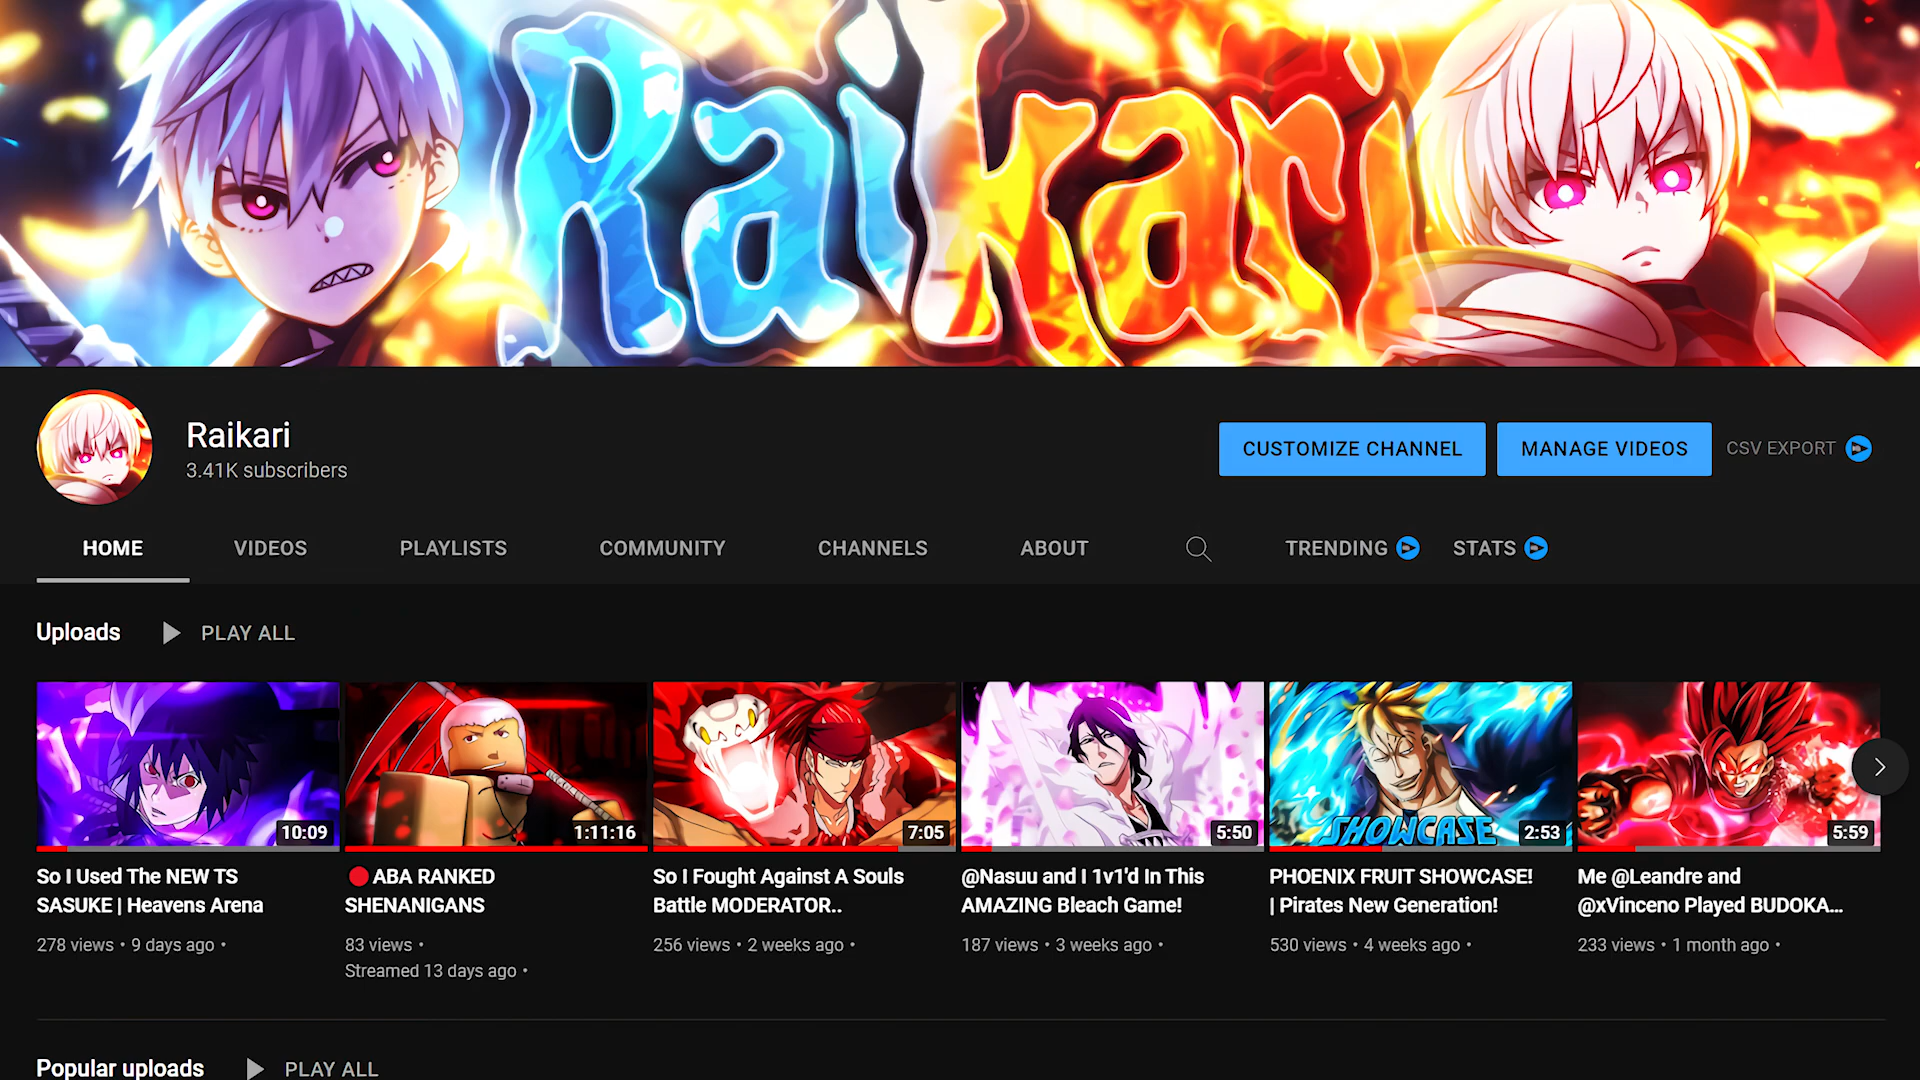 Raikari
Raikari
3.41K subscribers
CUSTOMIZE CHANNEL
MANAGE VIDEOS
CSV EXPORT
HOME
VIDEOS
PLAYLISTS
COMMUNITY
CHANNELS
ABOUT
TRENDING
STATS
Uploads
PLAY ALL
10:09
1:11:16
7:05
5:50
SHOWCASE
2:53
5:59
So I Used The NEW TS
SASUKE | Heavens Arena
278 views • 9 days ago •
🔴ABA RANKED
SHENANIGANS
83 views •
Streamed 13 days ago •
So I Fought Against A Souls
Battle MODERATOR..
256 views • 2 weeks ago •
@Nasuu and I 1v1'd In This
AMAZING Bleach Game!
187 views • 3 weeks ago •
PHOENIX FRUIT SHOWCASE!
| Pirates New Generation!
530 views • 4 weeks ago •
Me @Leandre and
@xVinceno Played BUDOKA...
233 views • 1 month ago •
Popular uploads
PLAY ALL